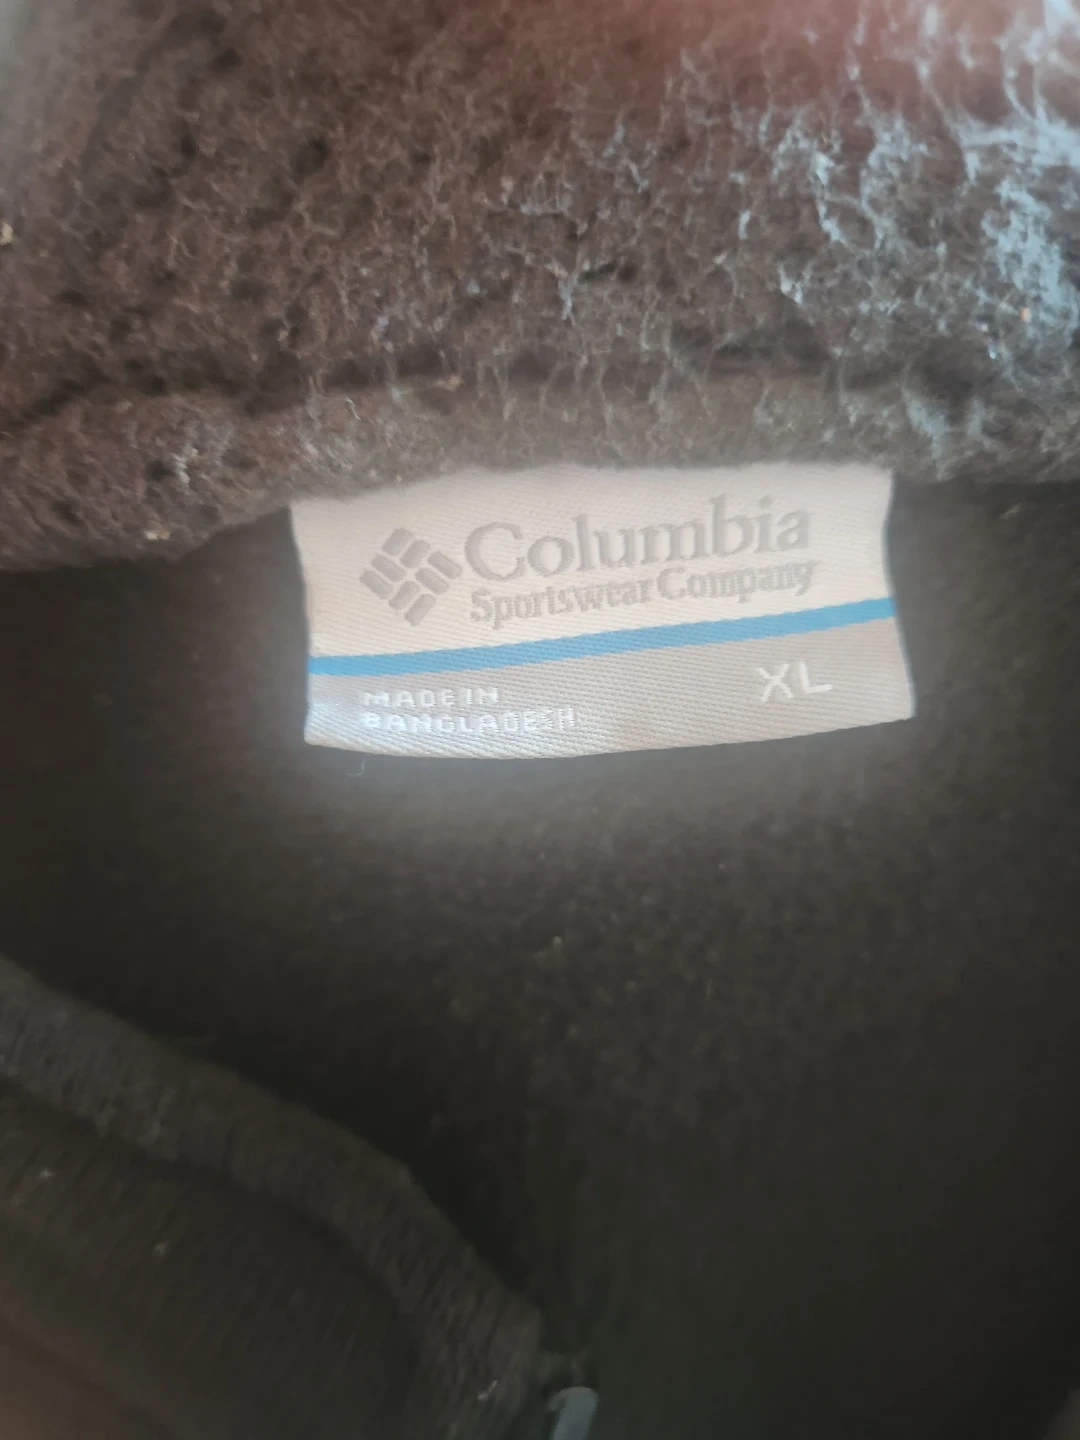 Columbia
Sportswear Company
MADE IN
BANGLADESH
XL